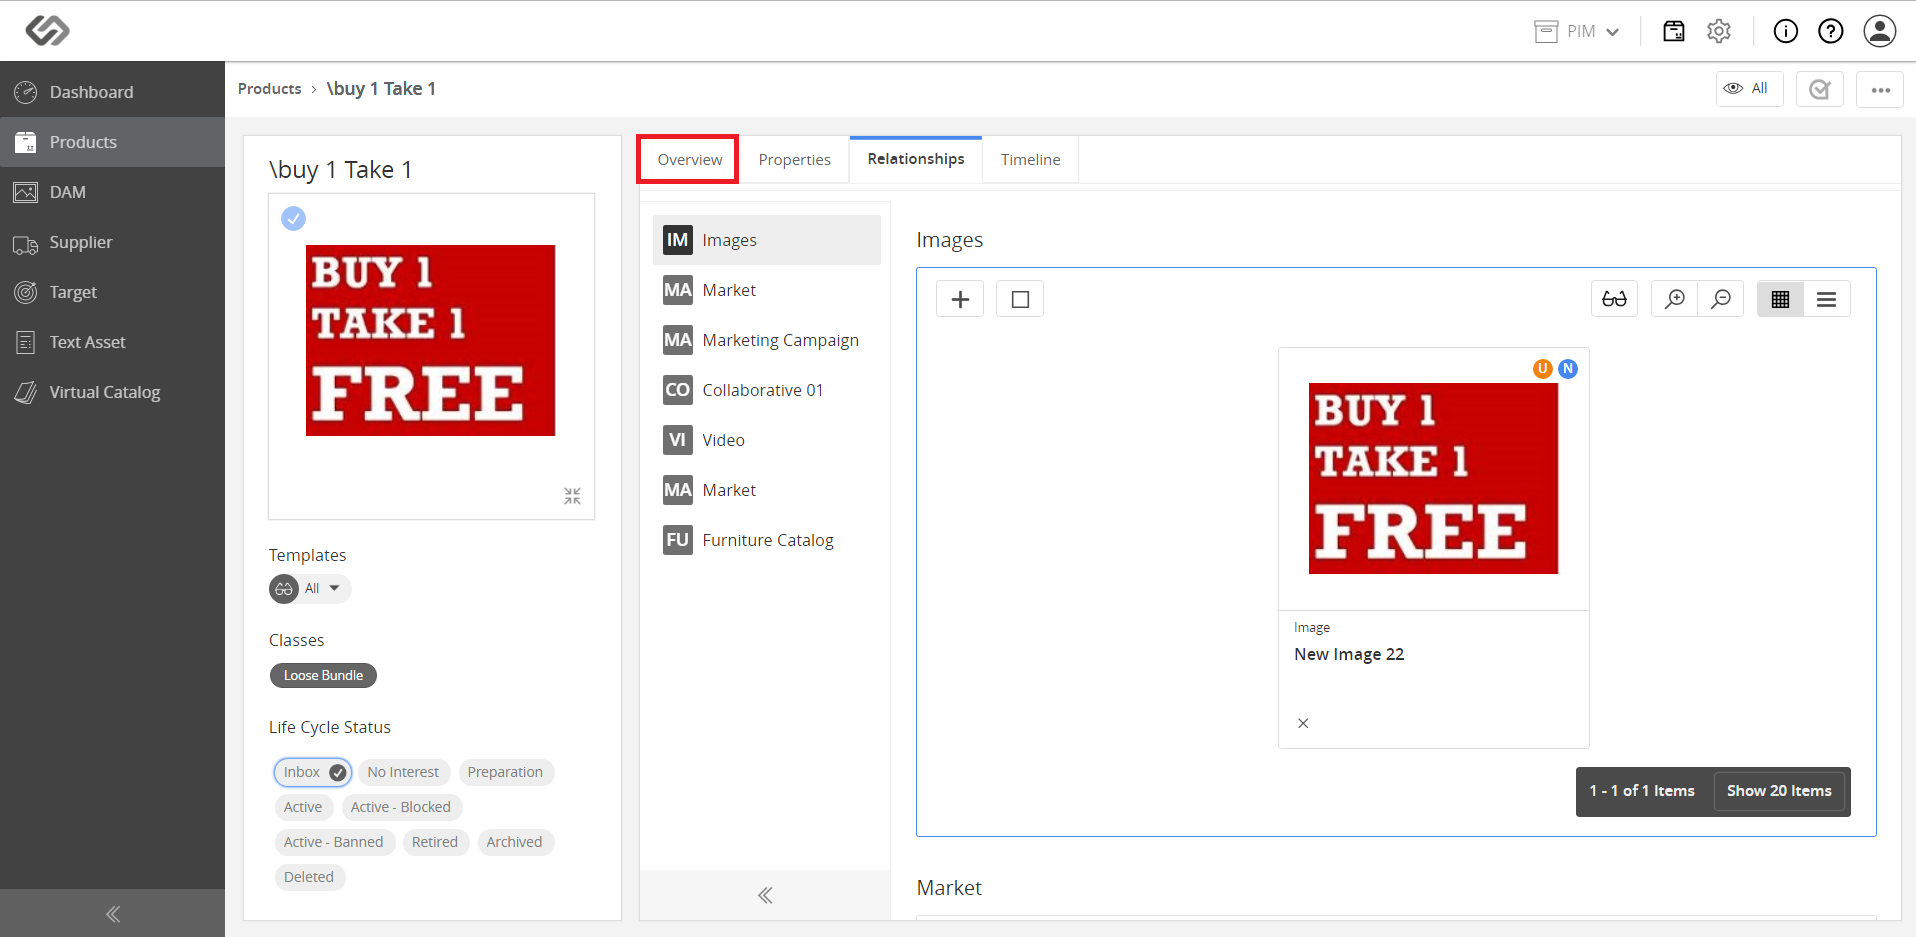 PIM
Dashboard
Products
DAM
Supplier
Target
Text Asset
Virtual Catalog
Products › \buy 1 Take 1
All
\buy 1 Take 1
BUY 1
TAKE 1
FREE
Templates
All
Classes
Loose Bundle
Life Cycle Status
Inbox No Interest Preparation
Active Active - Blocked
Active - Banned Retired Archived
Deleted
Overview Properties Relationships Timeline
IM Images
MA Market
MA Marketing Campaign
CO Collaborative 01
VI Video
MA Market
FU Furniture Catalog
Images
U N
BUY 1
TAKE 1
FREE
Image
New Image 22
1 - 1 of 1 Items Show 20 Items
Market